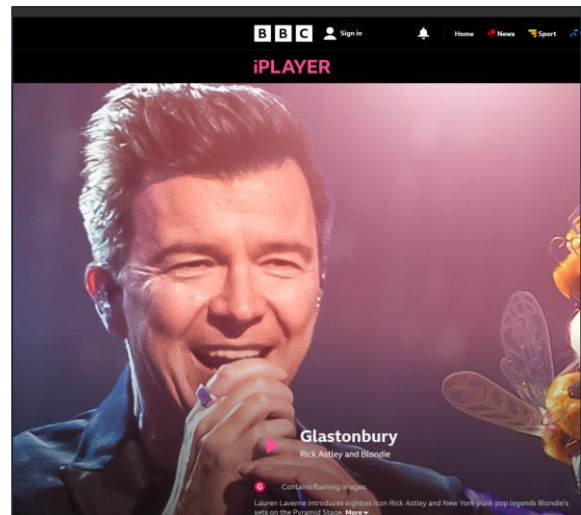 BBC Sign in Home News Sport
iPLAYER
Glastonbury
Rick Astley and Blondie
G Contains flashing images.
Lauren Laverne introduces eighties icon Rick Astley and New York punk pop legends Blondie's
sets on the Pyramid Stage. More